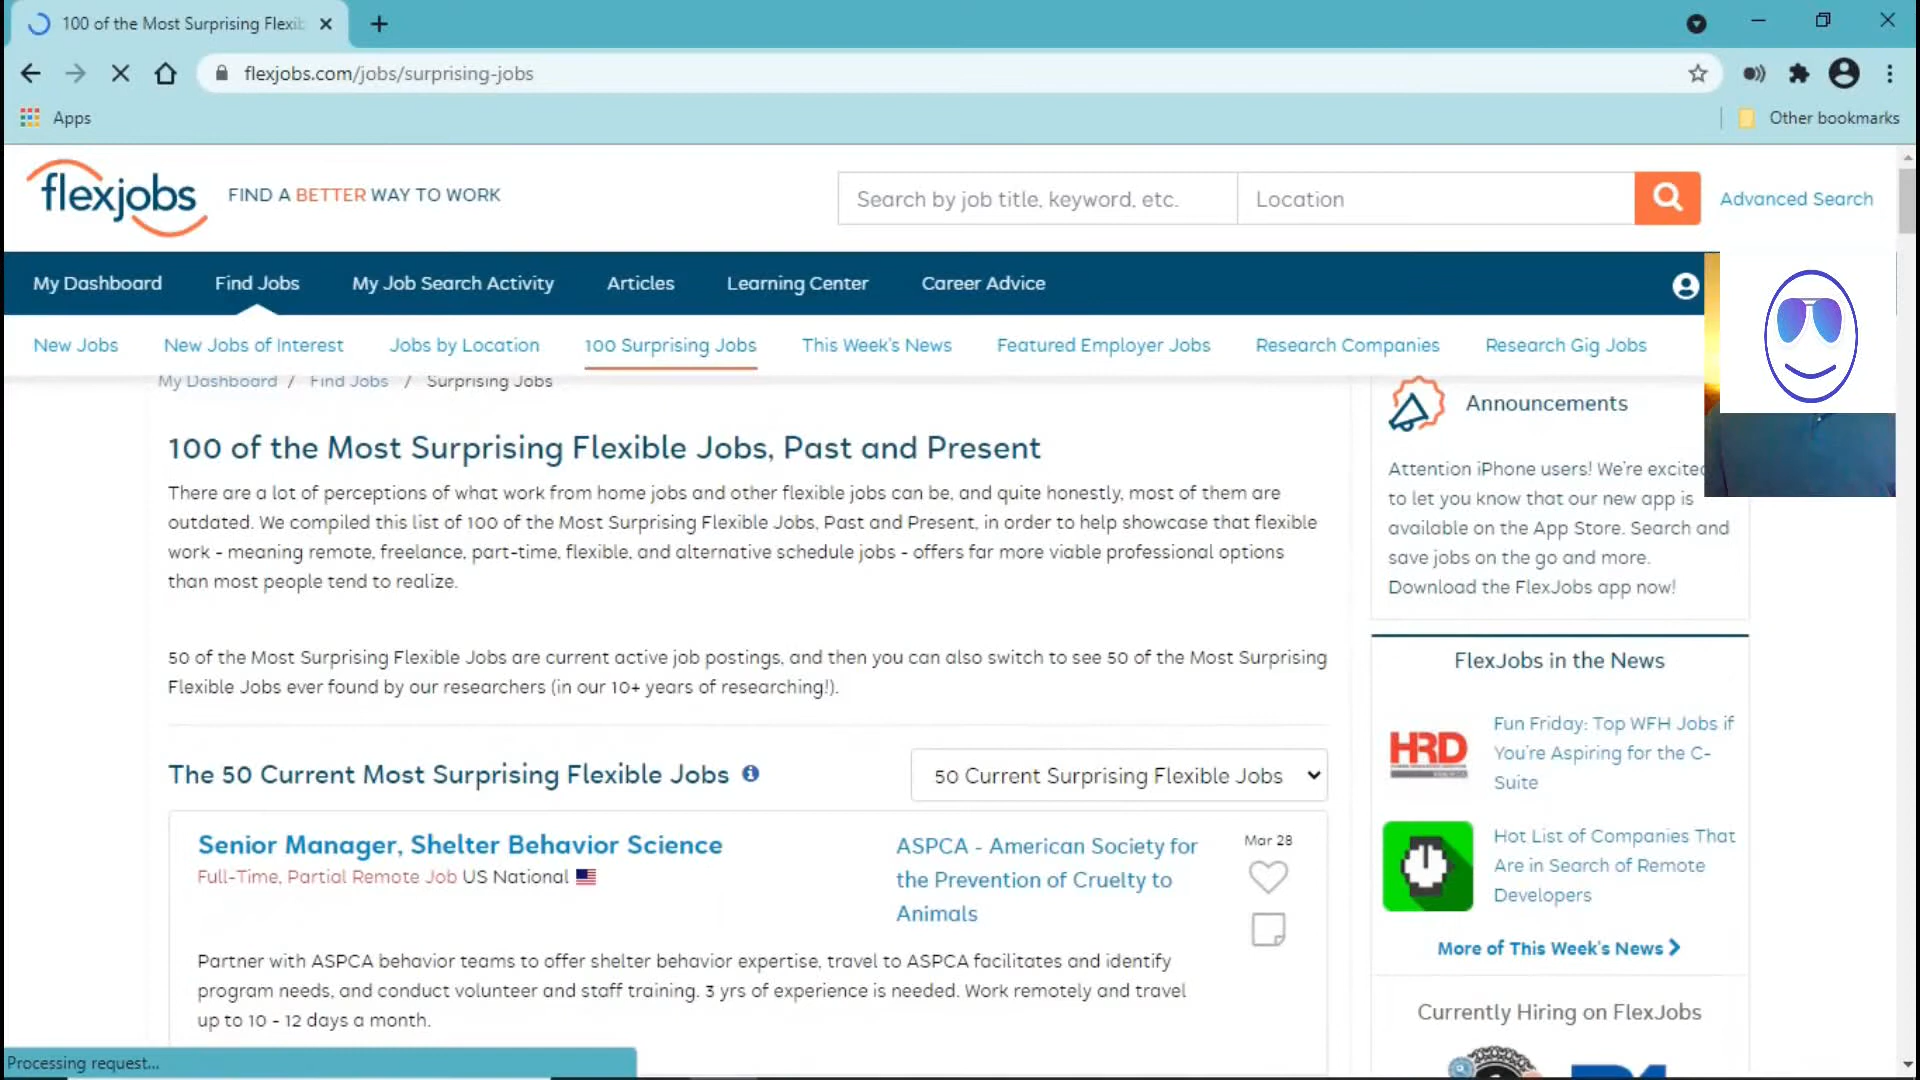 100 of the Most Surprising Flexib
flexjobs.com/jobs/surprising-jobs
Apps
Other bookmarks
flexjobs
FIND A BETTER WAY TO WORK
Search by job title, keyword, etc.
Location
Advanced Search
My Dashboard
Find Jobs
My Job Search Activity
Articles
Learning Center
Career Advice
New Jobs
New Jobs of Interest
Jobs by Location
100 Surprising Jobs
This Week's News
Featured Employer Jobs
Research Companies
Research Gig Jobs
My Dashboard / Find Jobs / Surprising Jobs
100 of the Most Surprising Flexible Jobs, Past and Present
There are a lot of perceptions of what work from home jobs and other flexible jobs can be, and quite honestly, most of them are
outdated. We compiled this list of 100 of the Most Surprising Flexible Jobs, Past and Present, in order to help showcase that flexible
work - meaning remote, freelance, part-time, flexible, and alternative schedule jobs - offers far more viable professional options
than most people tend to realize.
50 of the Most Surprising Flexible Jobs are current active job postings, and then you can also switch to see 50 of the Most Surprising
Flexible Jobs ever found by our researchers (in our 10+ years of researching!).
The 50 Current Most Surprising Flexible Jobs
50 Current Surprising Flexible Jobs
Senior Manager, Shelter Behavior Science
Full-Time, Partial Remote Job US National
ASPCA - American Society for
the Prevention of Cruelty to
Animals
Mar 28
Partner with ASPCA behavior teams to offer shelter behavior expertise, travel to ASPCA facilitates and identify
program needs, and conduct volunteer and staff training. 3 yrs of experience is needed. Work remotely and travel
up to 10 - 12 days a month.
Announcements
Attention iPhone users! We're excited
to let you know that our new app is
available on the App Store. Search and
save jobs on the go and more.
Download the FlexJobs app now!
FlexJobs in the News
HRD
Fun Friday: Top WFH Jobs if
You're Aspiring for the C-
Suite
Hot List of Companies That
Are in Search of Remote
Developers
More of This Week's News
Currently Hiring on FlexJobs
Processing request...